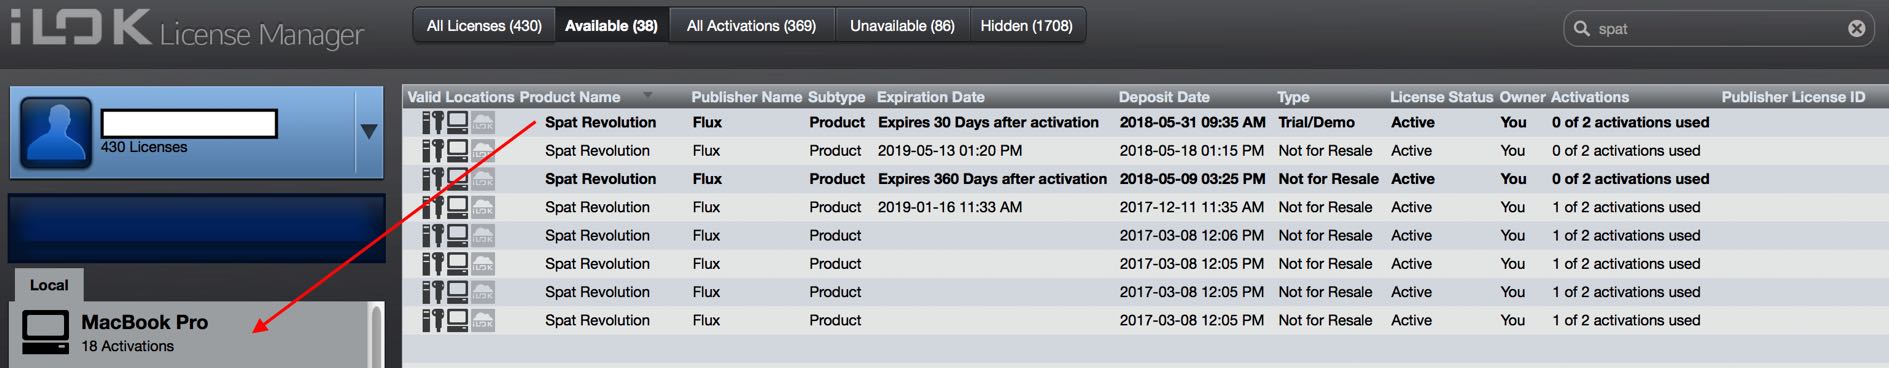 iLOK License Manager
All Licenses (430) Available (38) All Activations (369) Unavailable (86) Hidden (1708)
spat
430 Licenses
Local
MacBook Pro
18 Activations
Valid Locations Product Name Publisher Name Subtype Expiration Date Deposit Date Type License Status Owner Activations Publisher License ID
iLOK Spat Revolution Flux Product Expires 30 Days after activation 2018-05-31 09:35 AM Trial/Demo Active You 0 of 2 activations used
iLOK Spat Revolution Flux Product 2019-05-13 01:20 PM 2018-05-18 01:15 PM Not for Resale Active You 0 of 2 activations used
iLOK Spat Revolution Flux Product Expires 360 Days after activation 2018-05-09 03:25 PM Not for Resale Active You 0 of 2 activations used
iLOK Spat Revolution Flux Product 2019-01-16 11:33 AM 2017-12-11 11:35 AM Not for Resale Active You 1 of 2 activations used
iLOK Spat Revolution Flux Product 2017-03-08 12:06 PM Not for Resale Active You 1 of 2 activations used
iLOK Spat Revolution Flux Product 2017-03-08 12:05 PM Not for Resale Active You 1 of 2 activations used
iLOK Spat Revolution Flux Product 2017-03-08 12:05 PM Not for Resale Active You 1 of 2 activations used
iLOK Spat Revolution Flux Product 2017-03-08 12:05 PM Not for Resale Active You 1 of 2 activations used